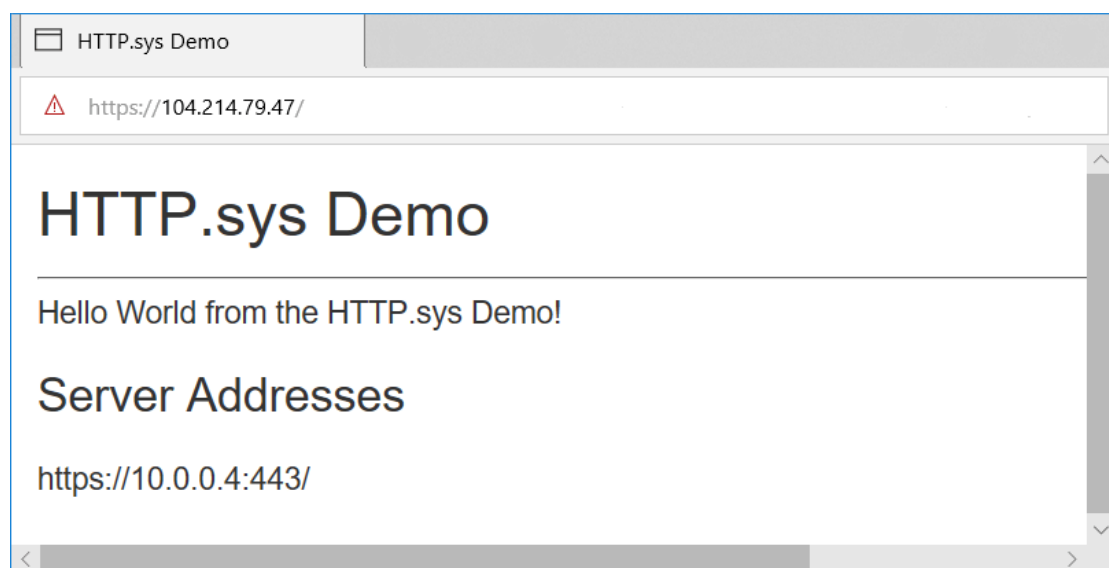 HTTP.sys Demo
https://104.214.79.47/
HTTP.sys Demo
Hello World from the HTTP.sys Demo!
Server Addresses
https://10.0.0.4:443/